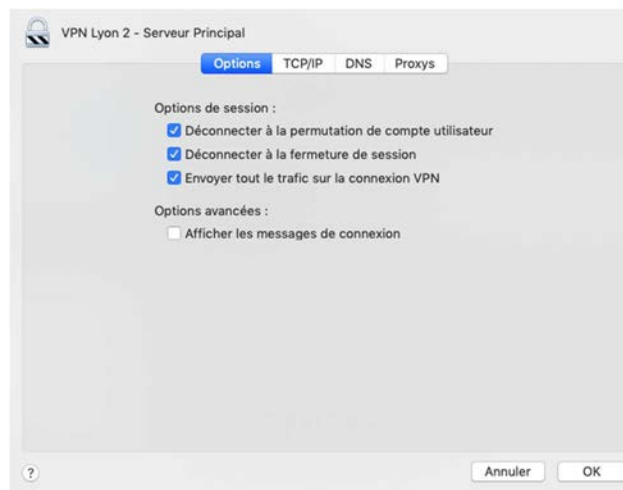 VPN Lyon 2 - Serveur Principal
Options TCP/IP DNS Proxys
Options de session :
Déconnecter à la permutation de compte utilisateur
Déconnecter à la fermeture de session
Envoyer tout le trafic sur la connexion VPN
Options avancées :
Afficher les messages de connexion
? Annuler OK